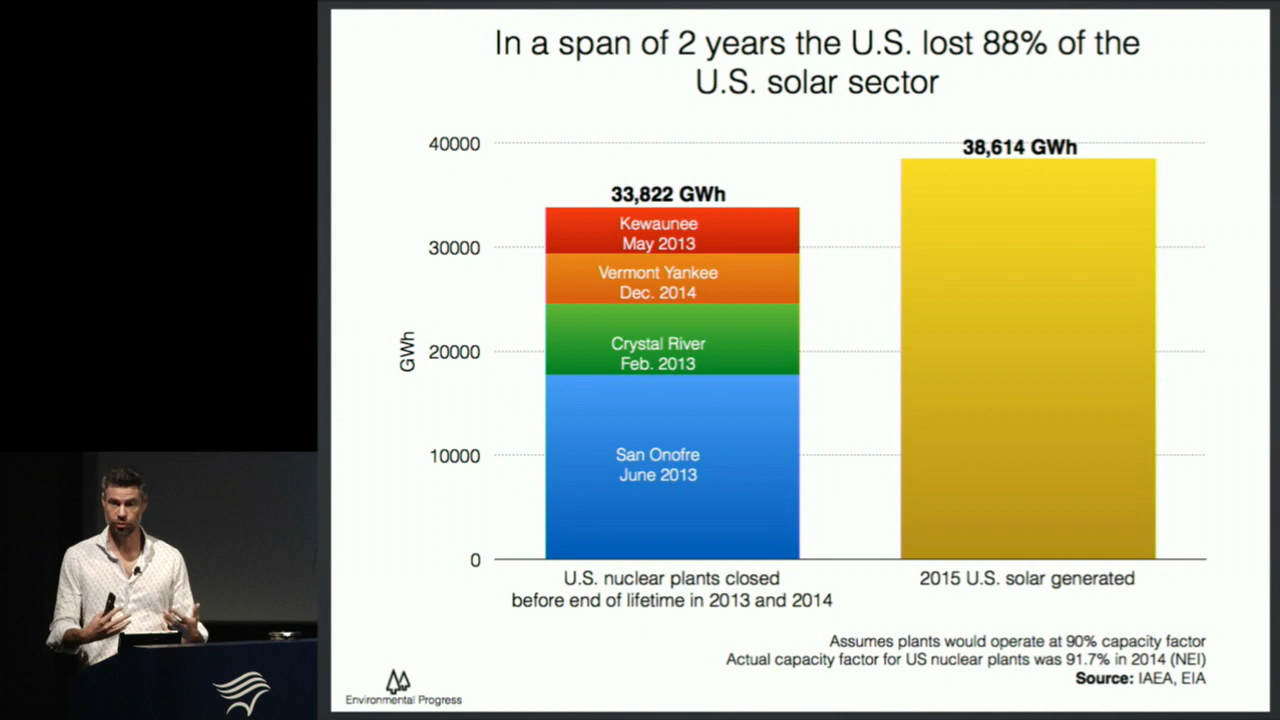 In a span of 2 years the U.S. lost 88% of the
U.S. solar sector
40000
30000
20000
10000
0
GWh
33,822 GWh
Kewaunee
May 2013
Vermont Yankee
Dec. 2014
Crystal River
Feb. 2013
San Onofre
June 2013
38,614 GWh
U.S. nuclear plants closed
before end of lifetime in 2013 and 2014
2015 U.S. solar generated
Assumes plants would operate at 90% capacity factor
Actual capacity factor for US nuclear plants was 91.7% in 2014 (NEI)
Source: IAEA, EIA
Environmental Progress